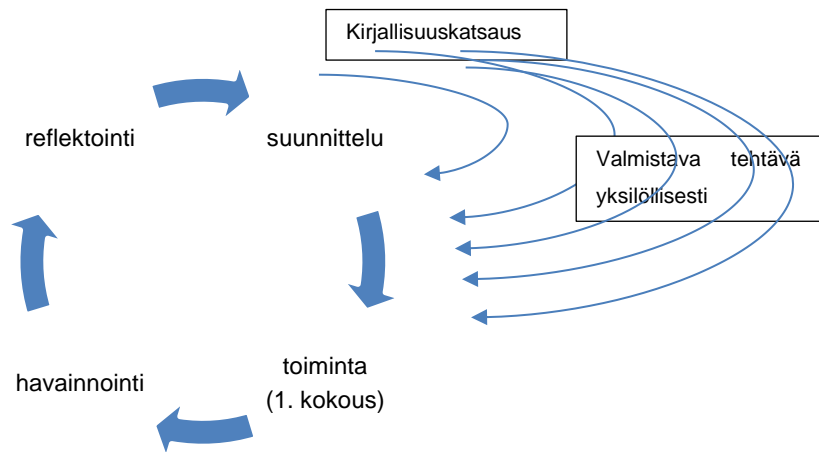 Kirjallisuuskatsaus
reflektointi
suunnittelu
Valmistava tehtävä
yksilöllisesti
havainnointi
toiminta
(1. kokous)